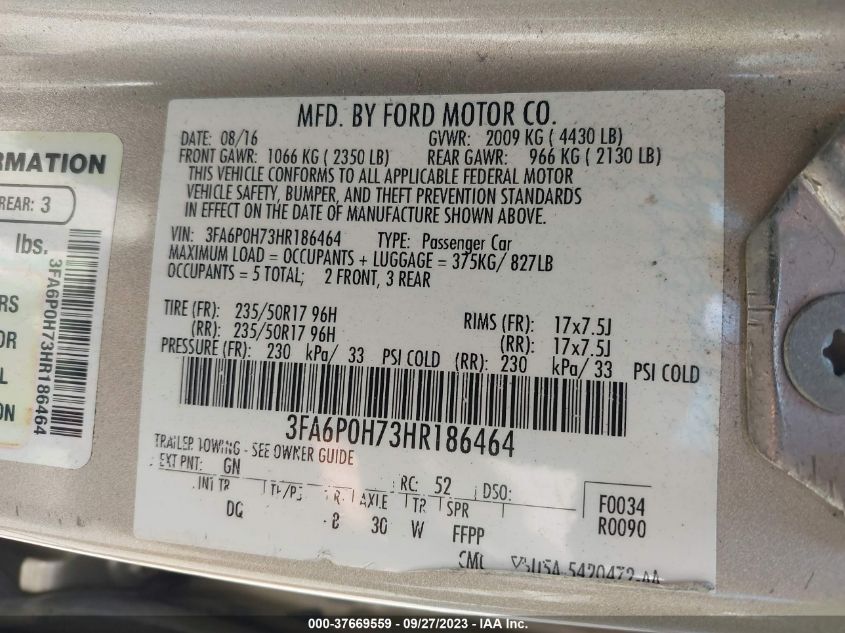 MFD. BY FORD MOTOR CO.
DATE: 08/16 GVWR: 2009 KG ( 4430 LB)
FRONT GAWR: 1066 KG ( 2350 LB) REAR GAWR: 966 KG ( 2130 LB)
THIS VEHICLE CONFORMS TO ALL APPLICABLE FEDERAL MOTOR
VEHICLE SAFETY, BUMPER, AND THEFT PREVENTION STANDARDS
IN EFFECT ON THE DATE OF MANUFACTURE SHOWN ABOVE.
VIN: 3FA6P0H73HR186464 TYPE: Passenger Car
MAXIMUM LOAD = OCCUPANTS + LUGGAGE = 375KG/ 827LB
OCCUPANTS = 5 TOTAL; 2 FRONT, 3 REAR
TIRE (FR): 235/50R17 96H RIMS (FR): 17x7.5J
(RR): 235/50R17 96H (RR): 17x7.5J
PRESSURE (FR): 230 kPa/ 33 PSI COLD (RR): 230 kPa/ 33 PSI COLD
3FA6P0H73HR186464
TRAILER TOWING - SEE OWNER GUIDE
EXT PNT: GN RC: 52 DSO:
INT TR TP/PS R AXLE TR SPR F0034
DQ 8 30 W FFPP R0090
RMATION
REAR: 3
lbs.
3FA6P0H73HR186464
RS
OR
L
ON
000-37669559 - 09/27/2023 - IAA Inc.